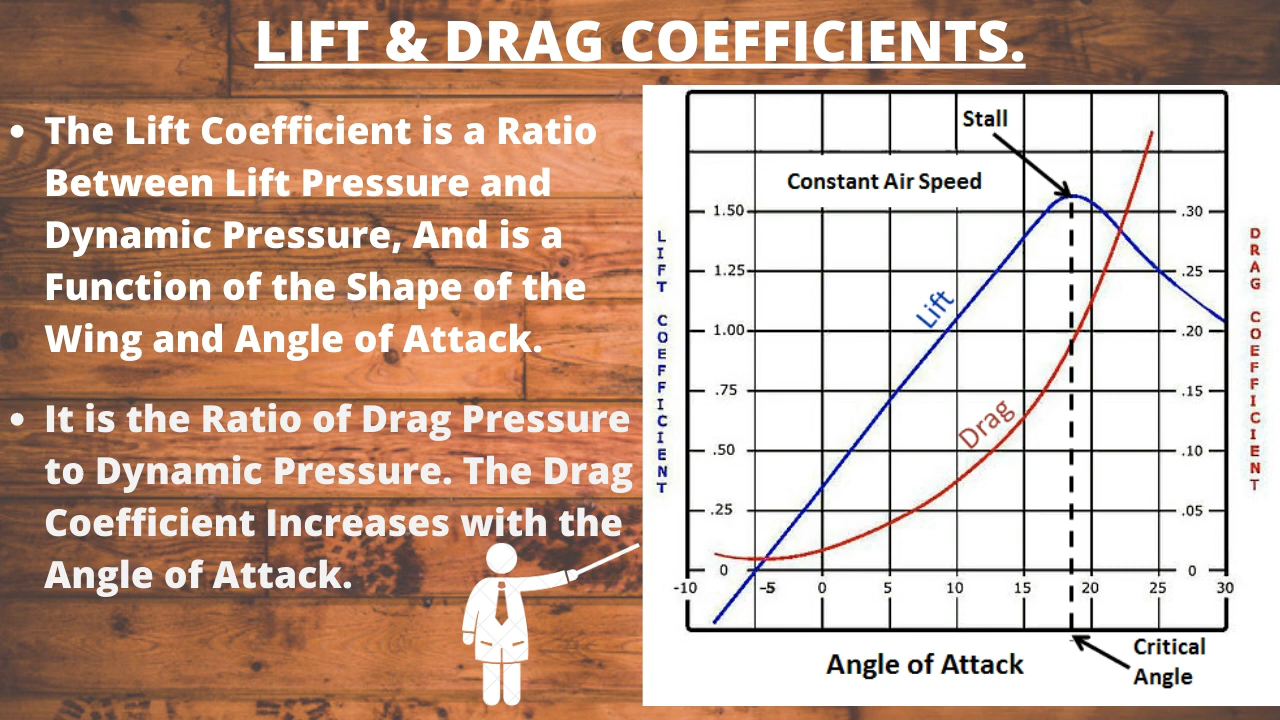 LIFT & DRAG COEFFICIENTS.
• The Lift Coefficient is a Ratio
Between Lift Pressure and
Dynamic Pressure, And is a
Function of the Shape of the
Wing and Angle of Attack.
• It is the Ratio of Drag Pressure
to Dynamic Pressure. The Drag
Coefficient Increases with the
Angle of Attack.
Stall
Constant Air Speed
LIFT COEFFICIENT
1.50
1.25
1.00
.75
.50
.25
0
Lift
Drag
.30
.25
.20
.15
.10
.05
0
DRAG COEFFICIENT
-10 -5 0 5 10 15 20 25 30
Angle of Attack
Critical
Angle